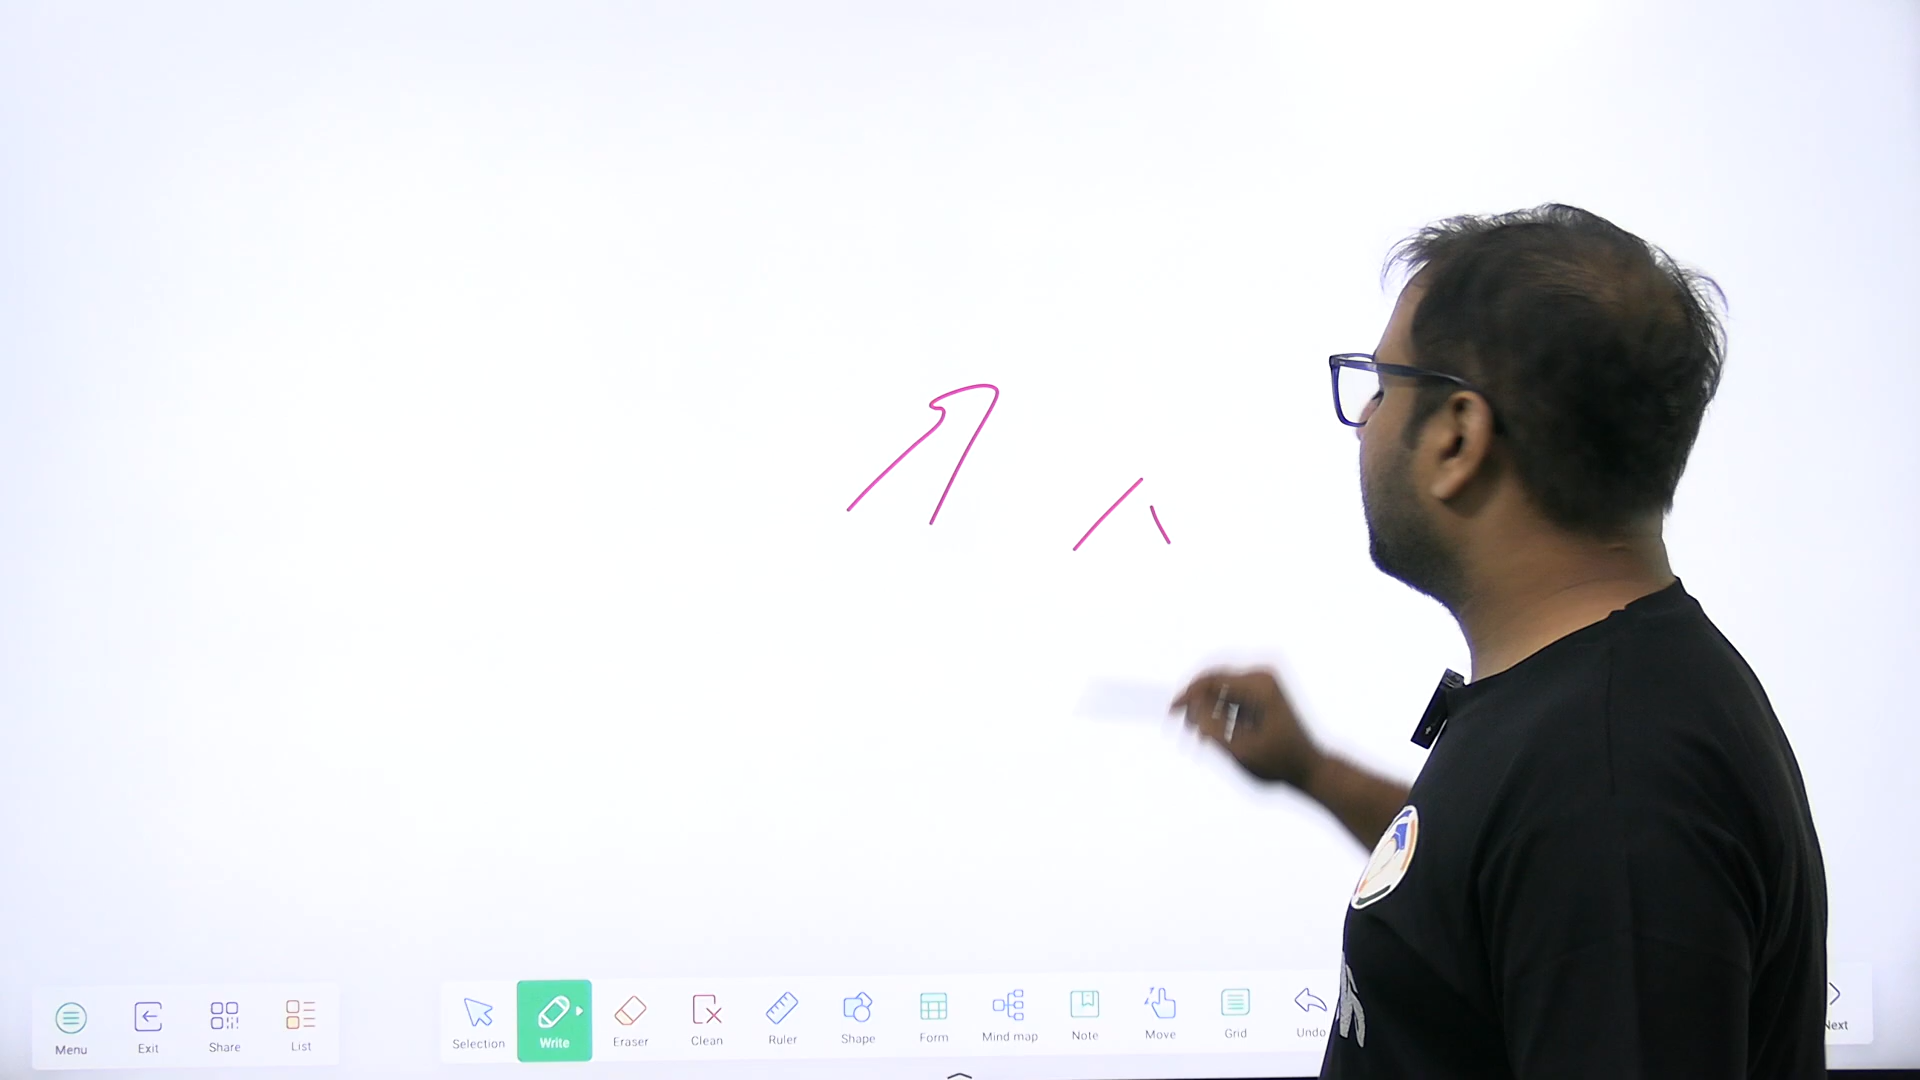 Menu
Exit
Share
List
Selection
Write
Eraser
Clean
Ruler
Shape
Form
Mind map
Note
Move
Grid
Undo
Next